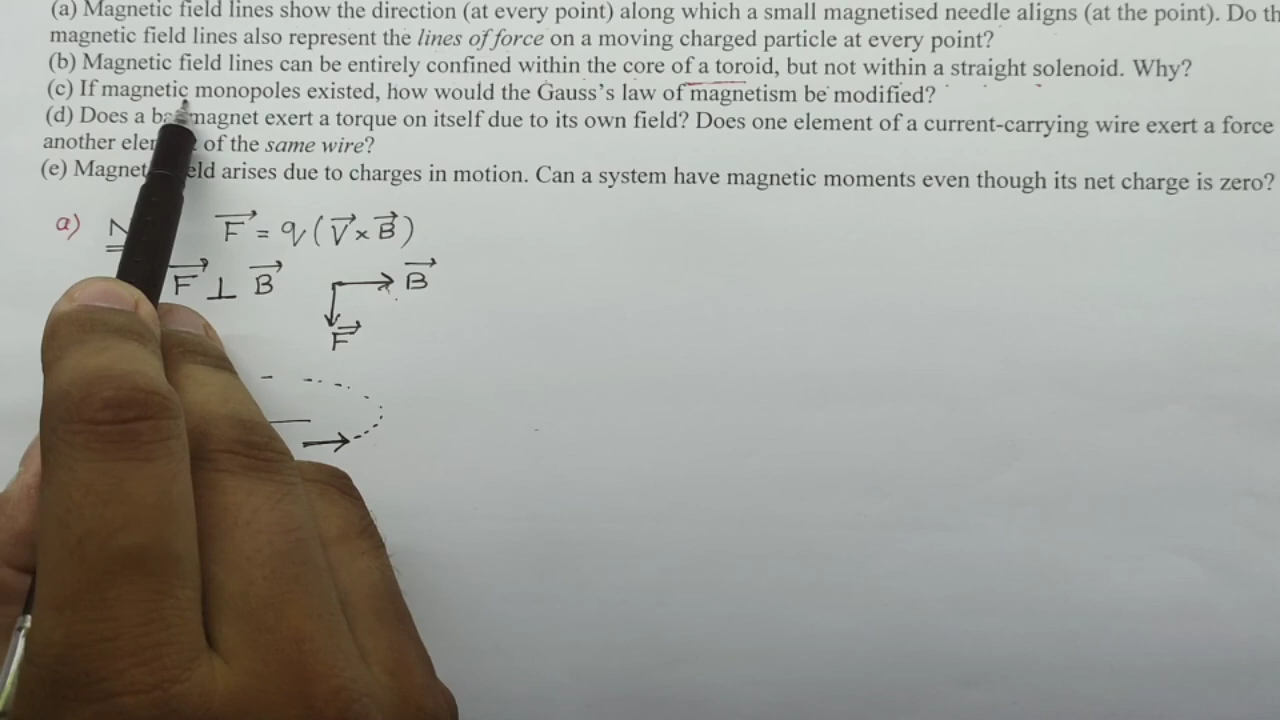 (a) Magnetic field lines show the direction (at every point) along which a small magnetised needle aligns (at the point). Do
magnetic field lines also represent the lines of force on a moving charged particle at every point?
(b) Magnetic field lines can be entirely confined within the core of a toroid, but not within a straight solenoid. Why?
(c) If magnetic monopoles existed, how would the Gauss's law of magnetism be modified?
(d) Does a magnet exert a torque on itself due to its own field? Does one element of a current-carrying wire exert a force
another of the same wire?
(e) arises due to charges in motion. Can a system have magnetic moments even though its net charge is zero?
a) F⃗ = q (V⃗ × B⃗)
F⃗ ⊥ B⃗ B⃗
F⃗